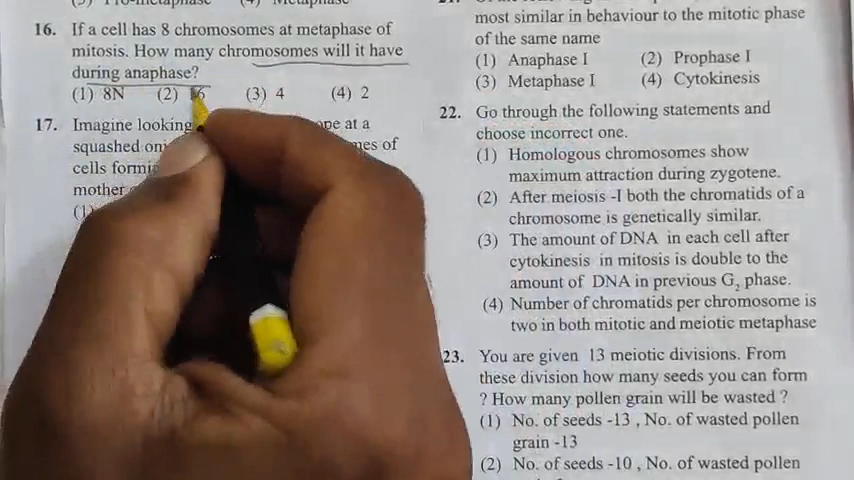 (3) Pro-metaphase (4) Metaphase
16. If a cell has 8 chromosomes at metaphase of
mitosis. How many chromosomes will it have
during anaphase?
(1) 8N (2) 16 (3) 4 (4) 2
17. Imagine looking at a
squashed of
cells
mother
most similar in behaviour to the mitotic phase
of the same name
(1) Anaphase I (2) Prophase I
(3) Metaphase I (4) Cytokinesis
22. Go through the following statements and
choose incorrect one.
(1) Homologous chromosomes show
maximum attraction during zygotene.
(2) After meiosis -I both the chromatids of a
chromosome is genetically similar.
(3) The amount of DNA in each cell after
cytokinesis in mitosis is double to the
amount of DNA in previous G₂ phase.
(4) Number of chromatids per chromosome is
two in both mitotic and meiotic metaphase
23. You are given 13 meiotic divisions. From
these division how many seeds you can form
? How many pollen grain will be wasted ?
(1) No. of seeds -13 , No. of wasted pollen
grain -13
(2) No. of seeds -10 , No. of wasted pollen